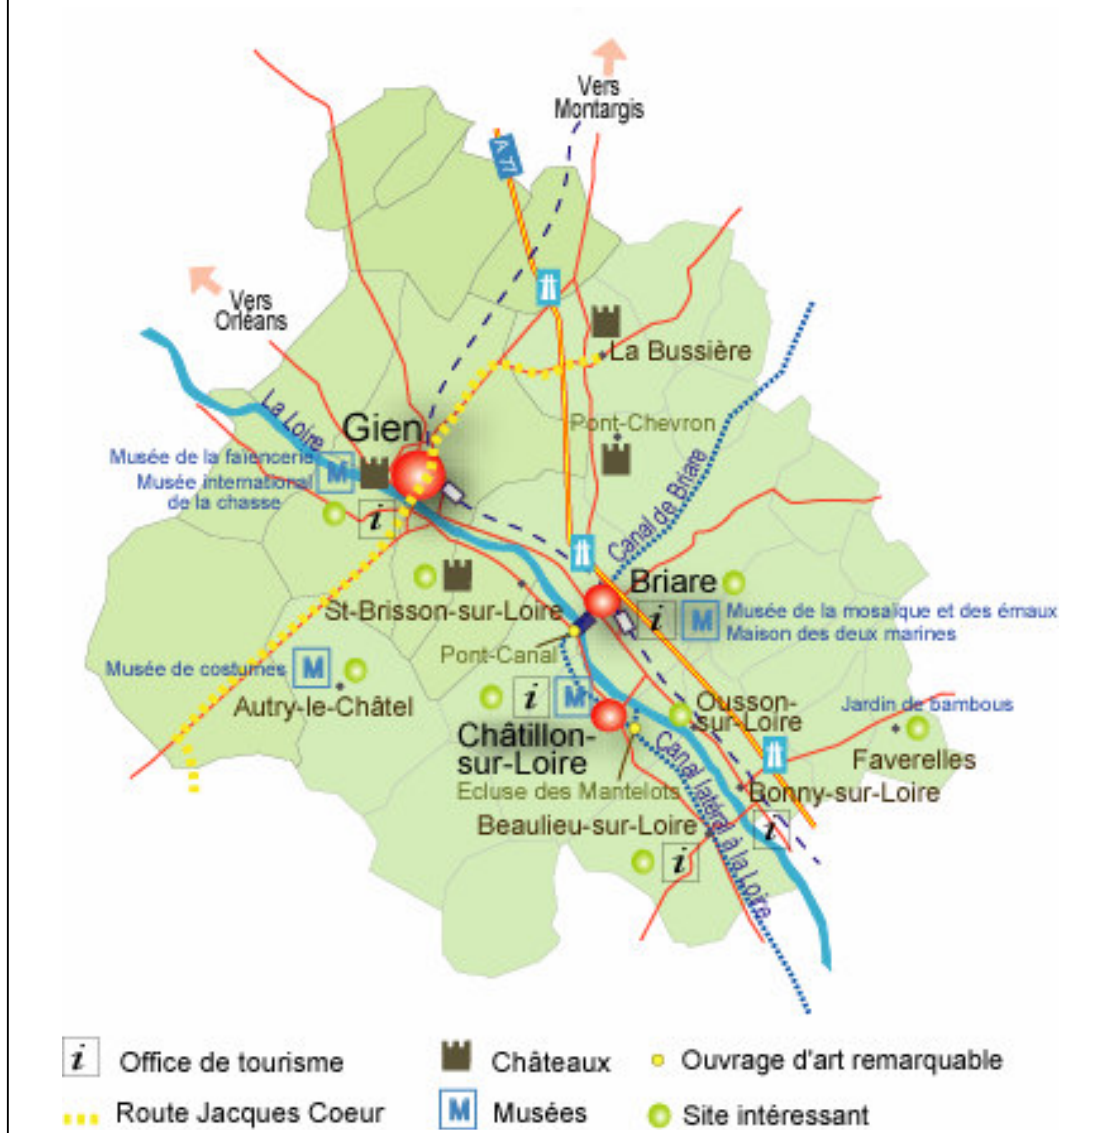 Vers
Montargis
A 77
Vers
Orléans
La Bussière
La Loire
Gien
Pont-Chevron
Musée de la faïencerie
Musée international
de la chasse
M
i
Canal de Briare
Briare
St-Brisson-sur-Loire
i
M
Musée de la mosaïque et des émaux
Maison des deux marines
Pont-Canal
Musée de costumes
M
Autry-le-Châtel
i
M
Ousson-
sur-Loire
Jardin de bambous
Châtillon-
sur-Loire
Faverelles
Ecluse des Mantelots
Bonny-sur-Loire
Canal latéral à la Loire
Beaulieu-sur-Loire
i
i
i Office de tourisme
Châteaux
Ouvrage d'art remarquable
Route Jacques Coeur
M Musées
Site intéressant